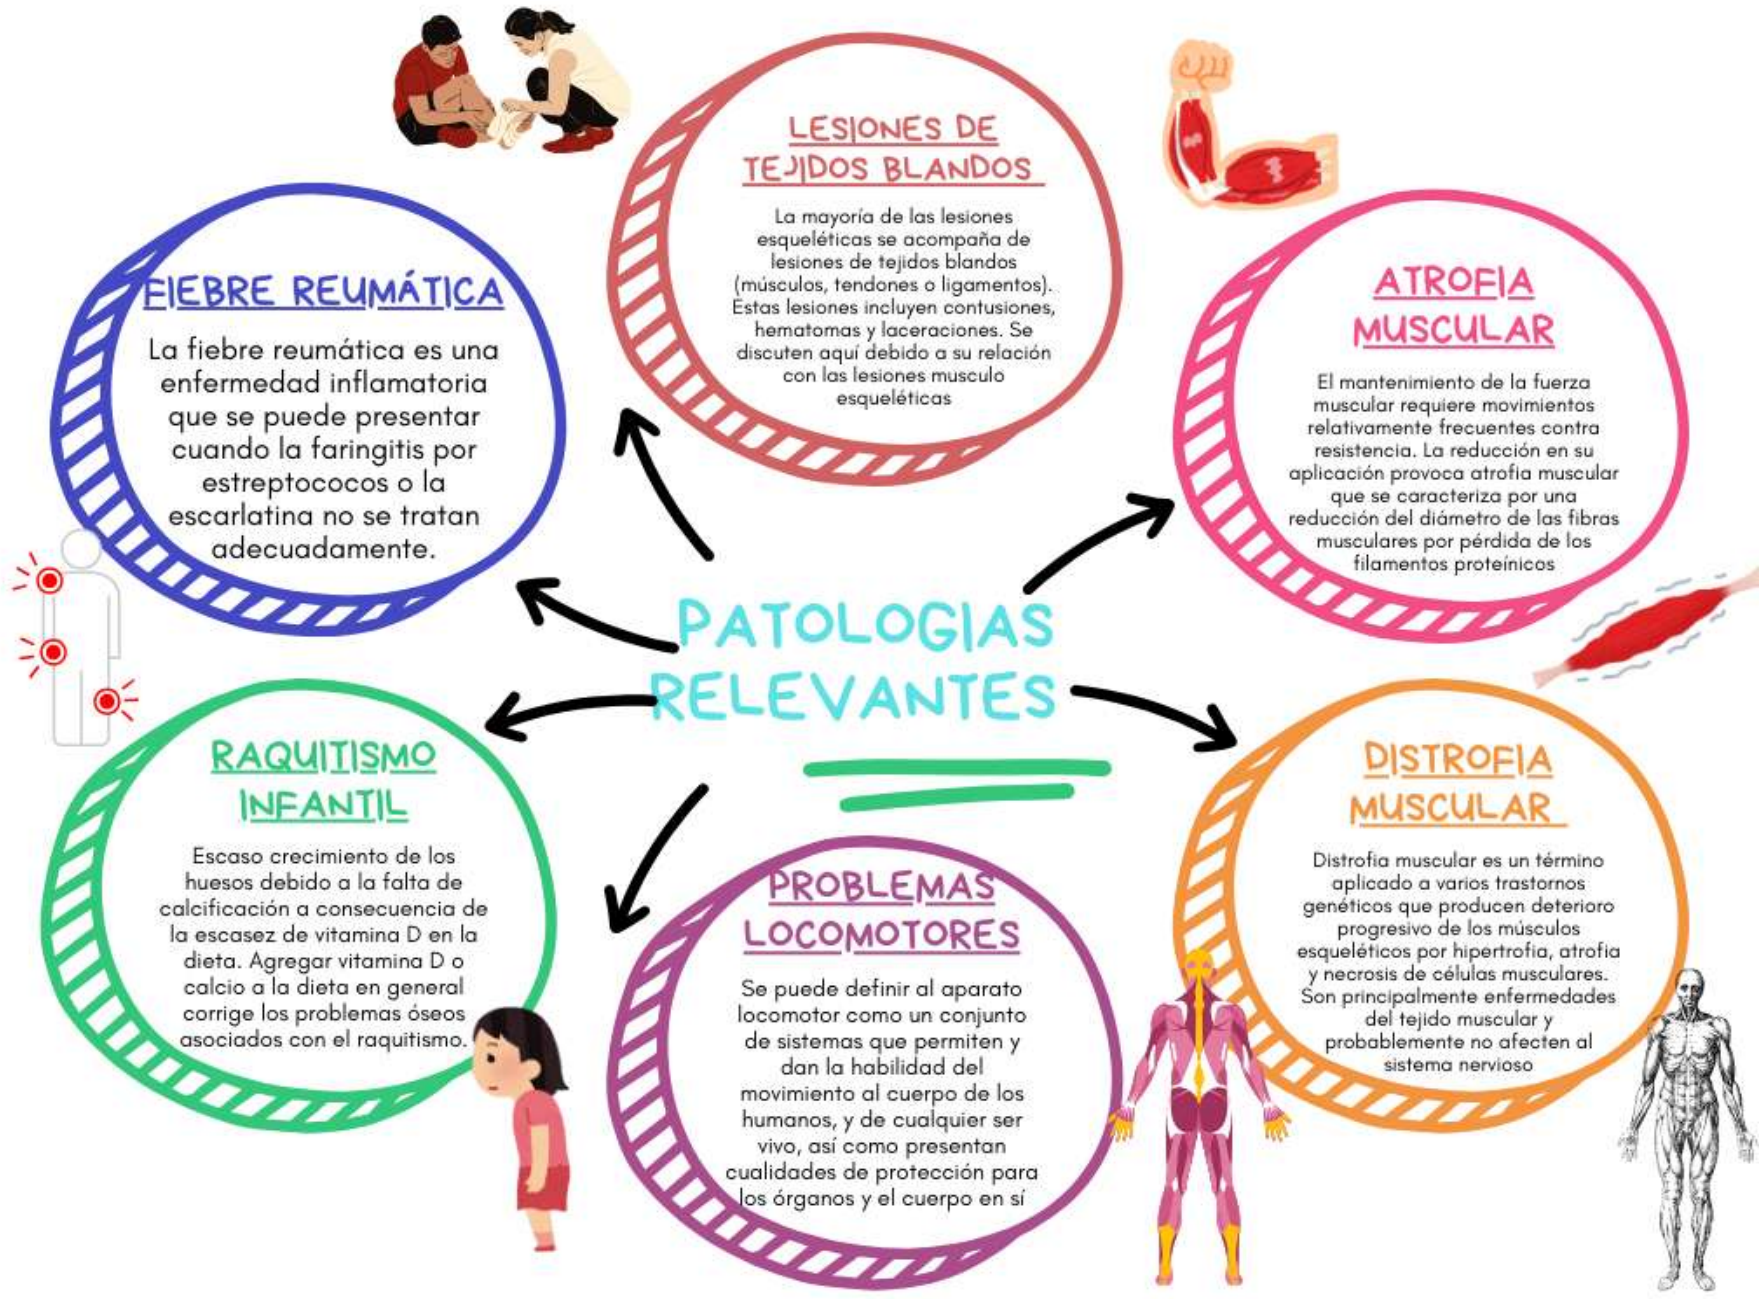 PATOLOGIAS
RELEVANTES
LESIONES DE
TEJIDOS BLANDOS
La mayoría de las lesiones
esqueléticas se acompaña de
lesiones de tejidos blandos
(músculos, tendones o ligamentos).
Estas lesiones incluyen contusiones,
hematomas y laceraciones. Se
discuten aquí debido a su relación
con las lesiones musculo
esqueléticas
FIEBRE REUMÁTICA
La fiebre reumática es una
enfermedad inflamatoria
que se puede presentar
cuando la faringitis por
estreptococos o la
escarlatina no se tratan
adecuadamente.
ATROFIA
MUSCULAR
El mantenimiento de la fuerza
muscular requiere movimientos
relativamente frecuentes contra
resistencia. La reducción en su
aplicación provoca atrofia muscular
que se caracteriza por una
reducción del diámetro de las fibras
musculares por pérdida de los
filamentos proteínicos
RAQUITISMO
INFANTIL
Escaso crecimiento de los
huesos debido a la falta de
calcificación a consecuencia de
la escasez de vitamina D en la
dieta. Agregar vitamina D o
calcio a la dieta en general
corrige los problemas óseos
asociados con el raquitismo.
PROBLEMAS
LOCOMOTORES
Se puede definir al aparato
locomotor como un conjunto
de sistemas que permiten y
dan la habilidad del
movimiento al cuerpo de los
humanos, y de cualquier ser
vivo, así como presentan
cualidades de protección para
los órganos y el cuerpo en sí
DISTROFIA
MUSCULAR
Distrofia muscular es un término
aplicado a varios trastornos
genéticos que producen deterioro
progresivo de los músculos
esqueléticos por hipertrofia, atrofia
y necrosis de células musculares.
Son principalmente enfermedades
del tejido muscular y
probablemente no afecten al
sistema nervioso